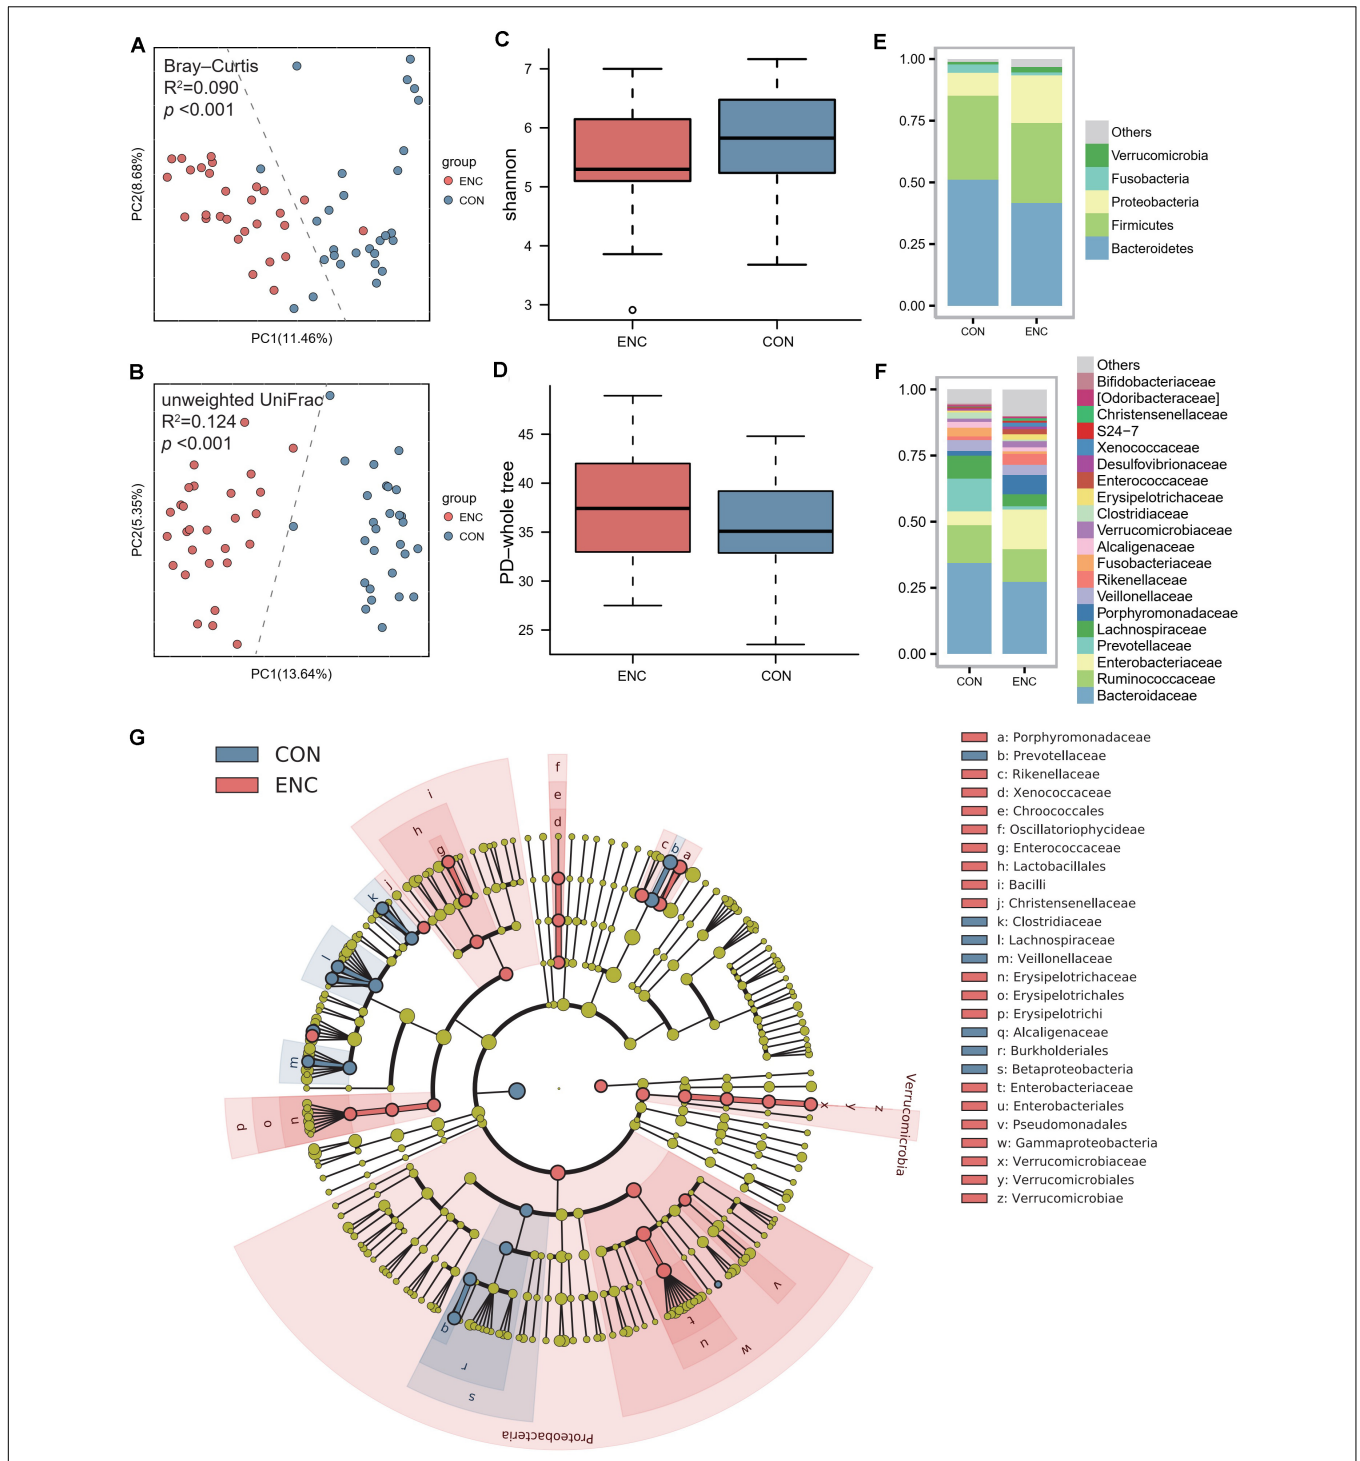 A
Bray–Curtis
R²=0.090
p <0.001
PC2(8.68%)
PC1(11.46%)
group
ENC
CON
B
unweighted UniFrac
R²=0.124
p <0.001
PC2(5.35%)
PC1(13.64%)
group
ENC
CON
C
shannon
7
6
5
4
3
ENC
CON
D
PD–whole tree
45
40
35
30
25
ENC
CON
E
1.00
0.75
0.50
0.25
0.00
CON
ENC
Others
Verrucomicrobia
Fusobacteria
Proteobacteria
Firmicutes
Bacteroidetes
F
1.00
0.75
0.50
0.25
0.00
CON
ENC
Others
Bifidobacteriaceae
[Odoribacteraceae]
Christensenellaceae
S24−7
Xenococcaceae
Desulfovibrionaceae
Enterococcaceae
Erysipelotrichaceae
Clostridiaceae
Verrucomicrobiaceae
Alcaligenaceae
Fusobacteriaceae
Rikenellaceae
Veillonellaceae
Porphyromonadaceae
Lachnospiraceae
Prevotellaceae
Enterobacteriaceae
Ruminococcaceae
Bacteroidaceae
G
CON
ENC
i
h
g
j
k
l
m
f
e
d
c
b
a
p
o
n
x
y
z
Verrucomicrobia
q
r
s
t
u
v
w
Proteobacteria
a: Porphyromonadaceae
b: Prevotellaceae
c: Rikenellaceae
d: Xenococcaceae
e: Chroococcales
f: Oscillatoriophycideae
g: Enterococcaceae
h: Lactobacillales
i: Bacilli
j: Christensenellaceae
k: Clostridiaceae
l: Lachnospiraceae
m: Veillonellaceae
n: Erysipelotrichaceae
o: Erysipelotrichales
p: Erysipelotrichi
q: Alcaligenaceae
r: Burkholderiales
s: Betaproteobacteria
t: Enterobacteriaceae
u: Enterobacteriales
v: Pseudomonadales
w: Gammaproteobacteria
x: Verrucomicrobiaceae
y: Verrucomicrobiales
z: Verrucomicrobiae